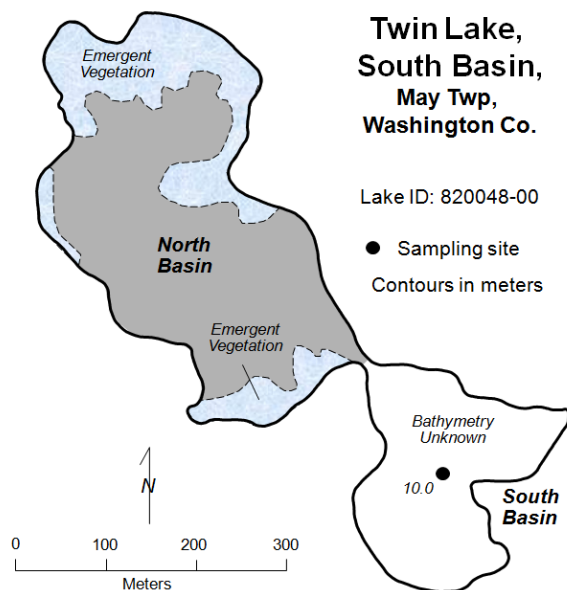 Twin Lake,
South Basin,
May Twp,
Washington Co.
Lake ID: 820048-00
Sampling site
Contours in meters
Emergent
Vegetation
North
Basin
Emergent
Vegetation
Bathymetry
Unknown
10.0
South
Basin
N
0 100 200 300
Meters